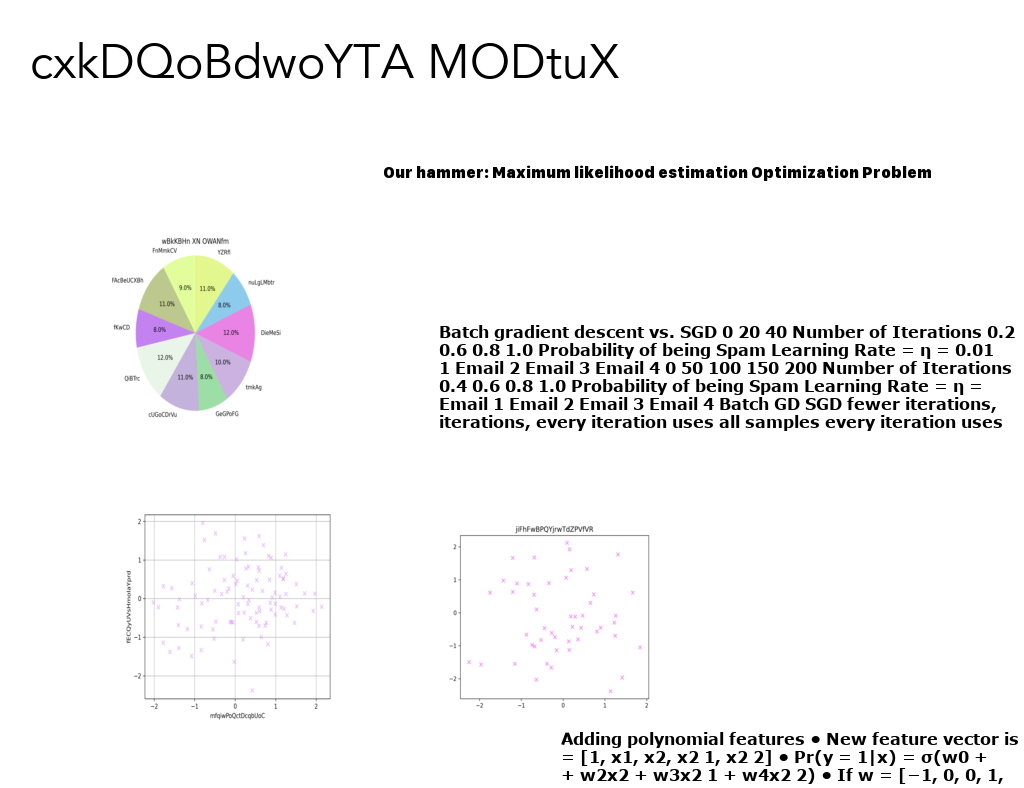 cxkDQoBdwoYTA MODtuX
Our hammer: Maximum likelihood estimation Optimization Problem
wBkKBHn XN OWANfm
FnMmkCV
YZRfl
FAcBeUCXBh
nuLgLMbtr
9.0%
11.0%
11.0%
8.0%
fKwCD
8.0%
12.0%
DieMeSi
12.0%
10.0%
QiBTrc
11.0%
8.0%
tmkAg
cUGoCDrVu
GeGPoFG
Batch gradient descent vs. SGD 0 20 40 Number of Iterations 0.2
0.6 0.8 1.0 Probability of being Spam Learning Rate = η = 0.01
1 Email 2 Email 3 Email 4 0 50 100 150 200 Number of Iterations
0.4 0.6 0.8 1.0 Probability of being Spam Learning Rate = η =
Email 1 Email 2 Email 3 Email 4 Batch GD SGD fewer iterations,
iterations, every iteration uses all samples every iteration uses
2
1
0
−1
−2
−2 −1 0 1 2
mfqiwPoQctDcqbUoC
jiFhFwBPQYjrwTdZPVfVR
2
1
0
−1
−2
−2 −1 0 1 2
Adding polynomial features • New feature vector is
= [1, x1, x2, x2 1, x2 2] • Pr(y = 1|x) = σ(w0 +
+ w2x2 + w3x2 1 + w4x2 2) • If w = [−1, 0, 0, 1,